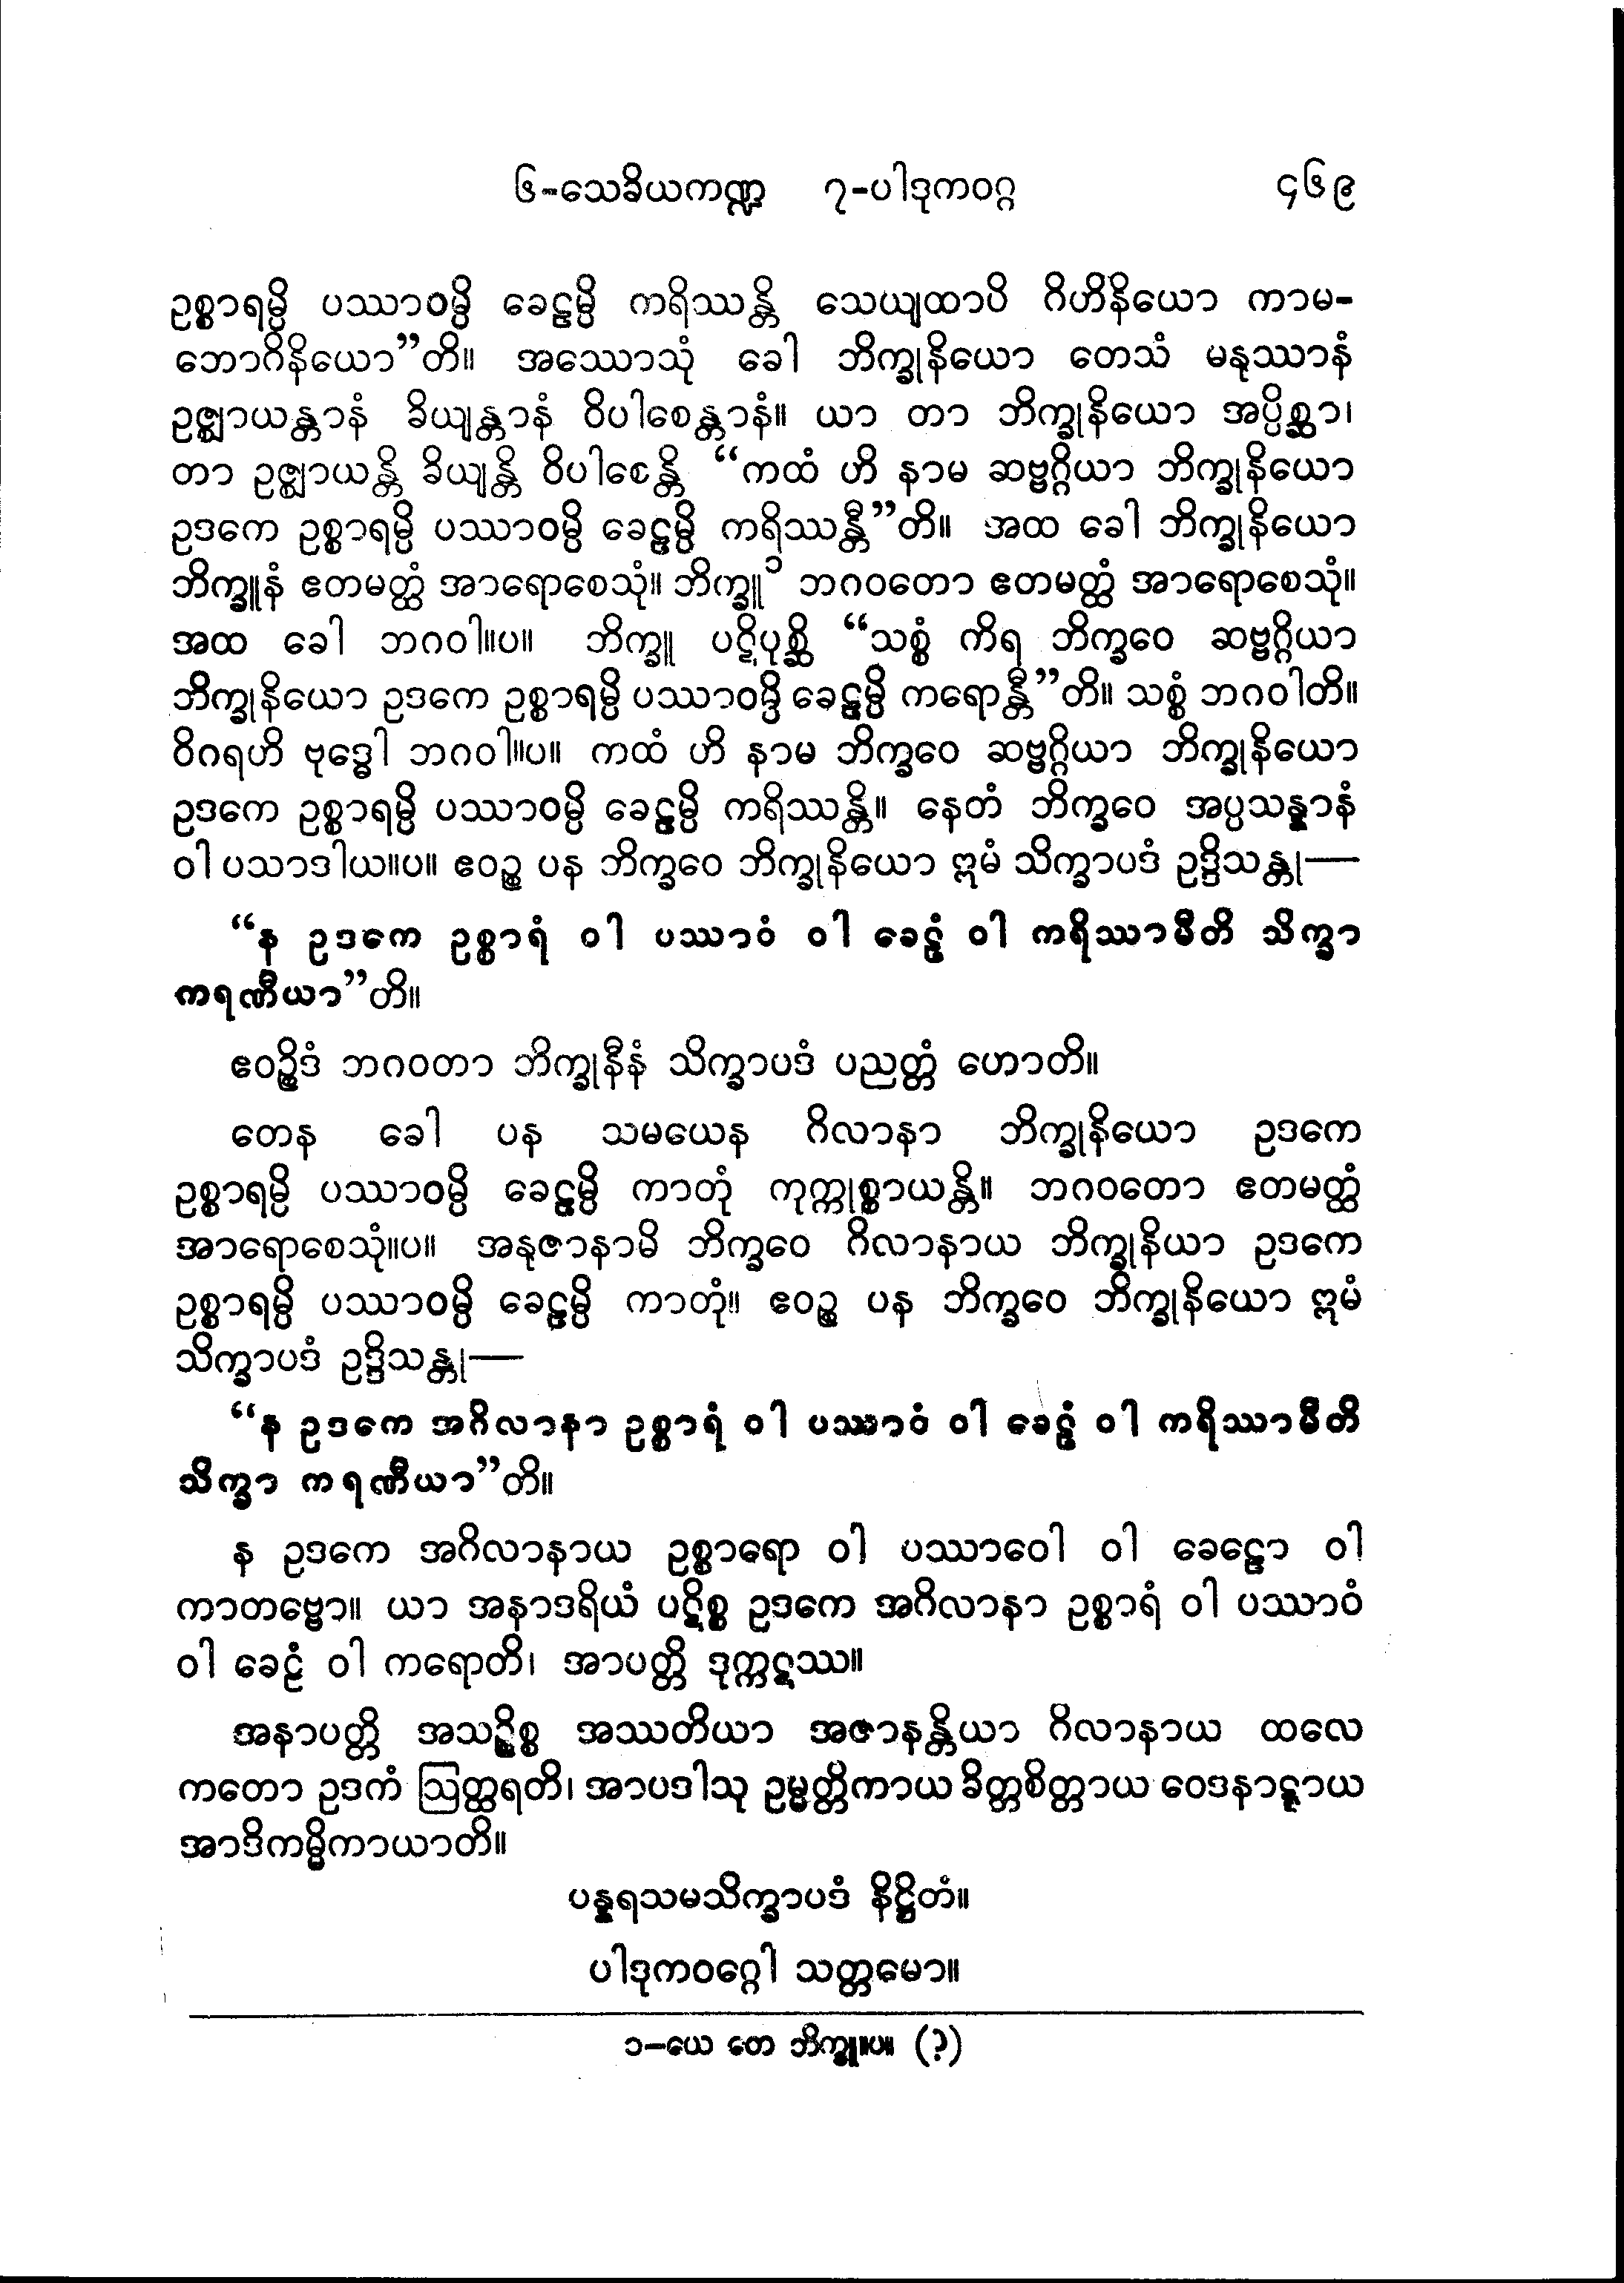 ၆-သေခိယကဏ္ဍ ၇-ပါဒုကဝဂ္ဂ ၄၆၉
ဥစ္စာရမ္ပိ ပဿာဝမ္ပိ ခေဠမ္ပိ ကရိဿန္တိ သေယျထာပိ ဂိဟိနိယော ကာမ-
ဘောဂိနိယော”တိ။ အဿောသုံ ခေါ ဘိက္ခုနိယော တေသံ မနုဿာနံ
ဥဇ္ဈာယန္တာနံ ခိယျန္တာနံ ဝိပါစေန္တာနံ။ ယာ တာ ဘိက္ခုနိယော အပ္ပိစ္ဆာ၊
တာ ဥဇ္ဈာယန္တိ ခိယျန္တိ ဝိပါစေန္တိ “ကထံ ဟိ နာမ ဆဗ္ဗဂ္ဂိယာ ဘိက္ခုနိယော
ဥဒကေ ဥစ္စာရမ္ပိ ပဿာဝမ္ပိ ခေဠမ္ပိ ကရိဿန္တီ”တိ။ အထ ခေါ ဘိက္ခုနိယော
ဘိက္ခူနံ ဧတမတ္ထံ အာရောစေသုံ။ ဘိက္ခူ၁ ဘဂဝတော ဧတမတ္ထံ အာရောစေသုံ။
အထ ခေါ ဘဂဝါ။ပ။ ဘိက္ခူ ပဋိပုစ္ဆိ “သစ္စံ ကိရ ဘိက္ခဝေ ဆဗ္ဗဂ္ဂိယာ
ဘိက္ခုနိယော ဥဒကေ ဥစ္စာရမ္ပိ ပဿာဝမ္ပိ ခေဠမ္ပိ ကရောန္တီ”တိ။ သစ္စံ ဘဂဝါတိ။
ဝိဂရဟိ ဗုဒ္ဓေါ ဘဂဝါ။ပ။ ကထံ ဟိ နာမ ဘိက္ခဝေ ဆဗ္ဗဂ္ဂိယာ ဘိက္ခုနိယော
ဥဒကေ ဥစ္စာရမ္ပိ ပဿာဝမ္ပိ ခေဠမ္ပိ ကရိဿန္တိ။ နေတံ ဘိက္ခဝေ အပ္ပသန္နာနံ
ဝါ ပသာဒါယ။ပ။ ဧဝဉ္စ ပန ဘိက္ခဝေ ဘိက္ခုနိယော ဣမံ သိက္ခာပဒံ ဥဒ္ဒိသန္တု—
“န ဥဒကေ ဥစ္စာရံ ဝါ ပဿာဝံ ဝါ ခေဠံ ဝါ ကရိဿာမီတိ သိက္ခာ
ကရဏီယာ”တိ။
ဧဝဉ္စိဒံ ဘဂဝတာ ဘိက္ခုနီနံ သိက္ခာပဒံ ပညတ္တံ ဟောတိ။
တေန ခေါ ပန သမယေန ဂိလာနာ ဘိက္ခုနိယော ဥဒကေ
ဥစ္စာရမ္ပိ ပဿာဝမ္ပိ ခေဠမ္ပိ ကာတုံ ကုက္ကုစ္စာယန္တိ။ ဘဂဝတော ဧတမတ္ထံ
အာရောစေသုံ။ပ။ အနုဇာနာမိ ဘိက္ခဝေ ဂိလာနာယ ဘိက္ခုနိယာ ဥဒကေ
ဥစ္စာရမ္ပိ ပဿာဝမ္ပိ ခေဠမ္ပိ ကာတုံ။ ဧဝဉ္စ ပန ဘိက္ခဝေ ဘိက္ခုနိယော ဣမံ
သိက္ခာပဒံ ဥဒ္ဒိသန္တု—
“န ဥဒကေ အဂိလာနာ ဥစ္စာရံ ဝါ ပဿာဝံ ဝါ ခေဠံ ဝါ ကရိဿာမီတိ
သိက္ခာ ကရဏီယာ”တိ။
န ဥဒကေ အဂိလာနာယ ဥစ္စာရော ဝါ ပဿာဝေါ ဝါ ခေဠော ဝါ
ကာတဗ္ဗော။ ယာ အနာဒရိယံ ပဋိစ္စ ဥဒကေ အဂိလာနာ ဥစ္စာရံ ဝါ ပဿာဝံ
ဝါ ခေဠံ ဝါ ကရောတိ၊ အာပတ္တိ ဒုက္ကဋဿ။
အနာပတ္တိ အသဉ္စိစ္စ အဿတိယာ အဇာနန္တိယာ ဂိလာနာယ ထလေ
ကတော ဥဒကံ ဩတ္ထရတိ၊ အာပဒါသု ဥမ္မတ္တိကာယ ခိတ္တစိတ္တာယ ဝေဒနာဋ္ဋာယ
အာဒိကမ္မိကာယာတိ။
ပန္နရသမသိက္ခာပဒံ နိဋ္ဌိတံ။
ပါဒုကဝဂ္ဂေါ သတ္တမော။
၁–ယေ တေ ဘိက္ခူ။ပ။ (?)